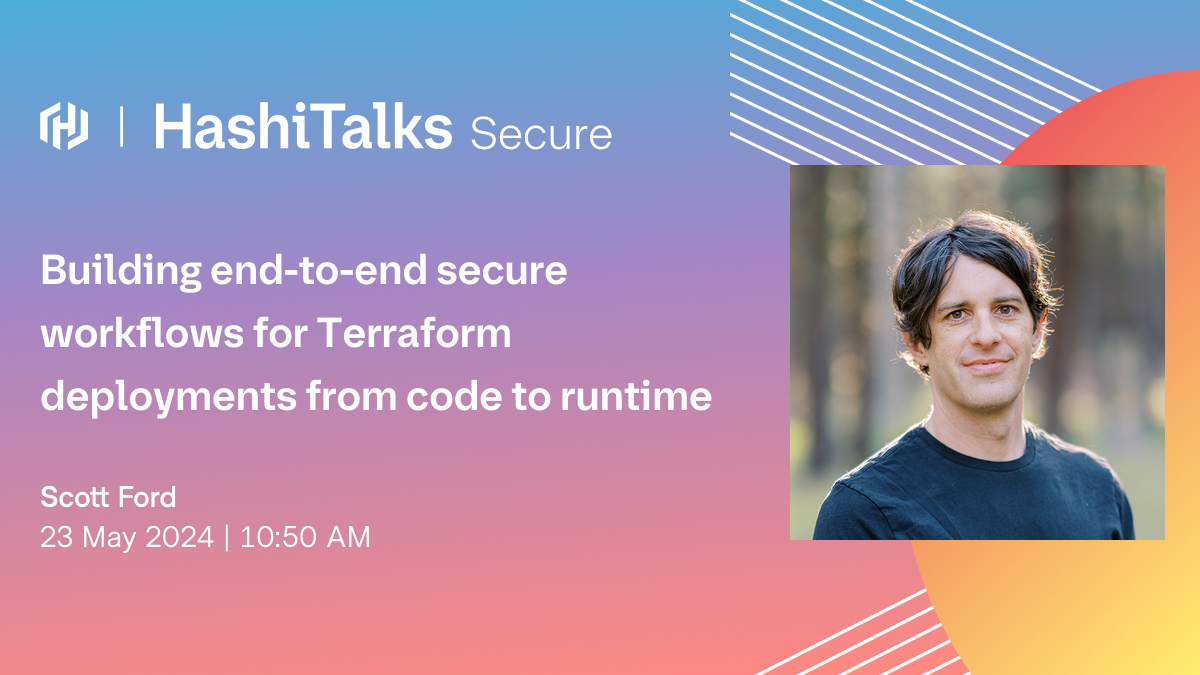 HashiTalks Secure
Building end-to-end secure
workflows for Terraform
deployments from code to runtime
Scott Ford
23 May 2024 | 10:50 AM